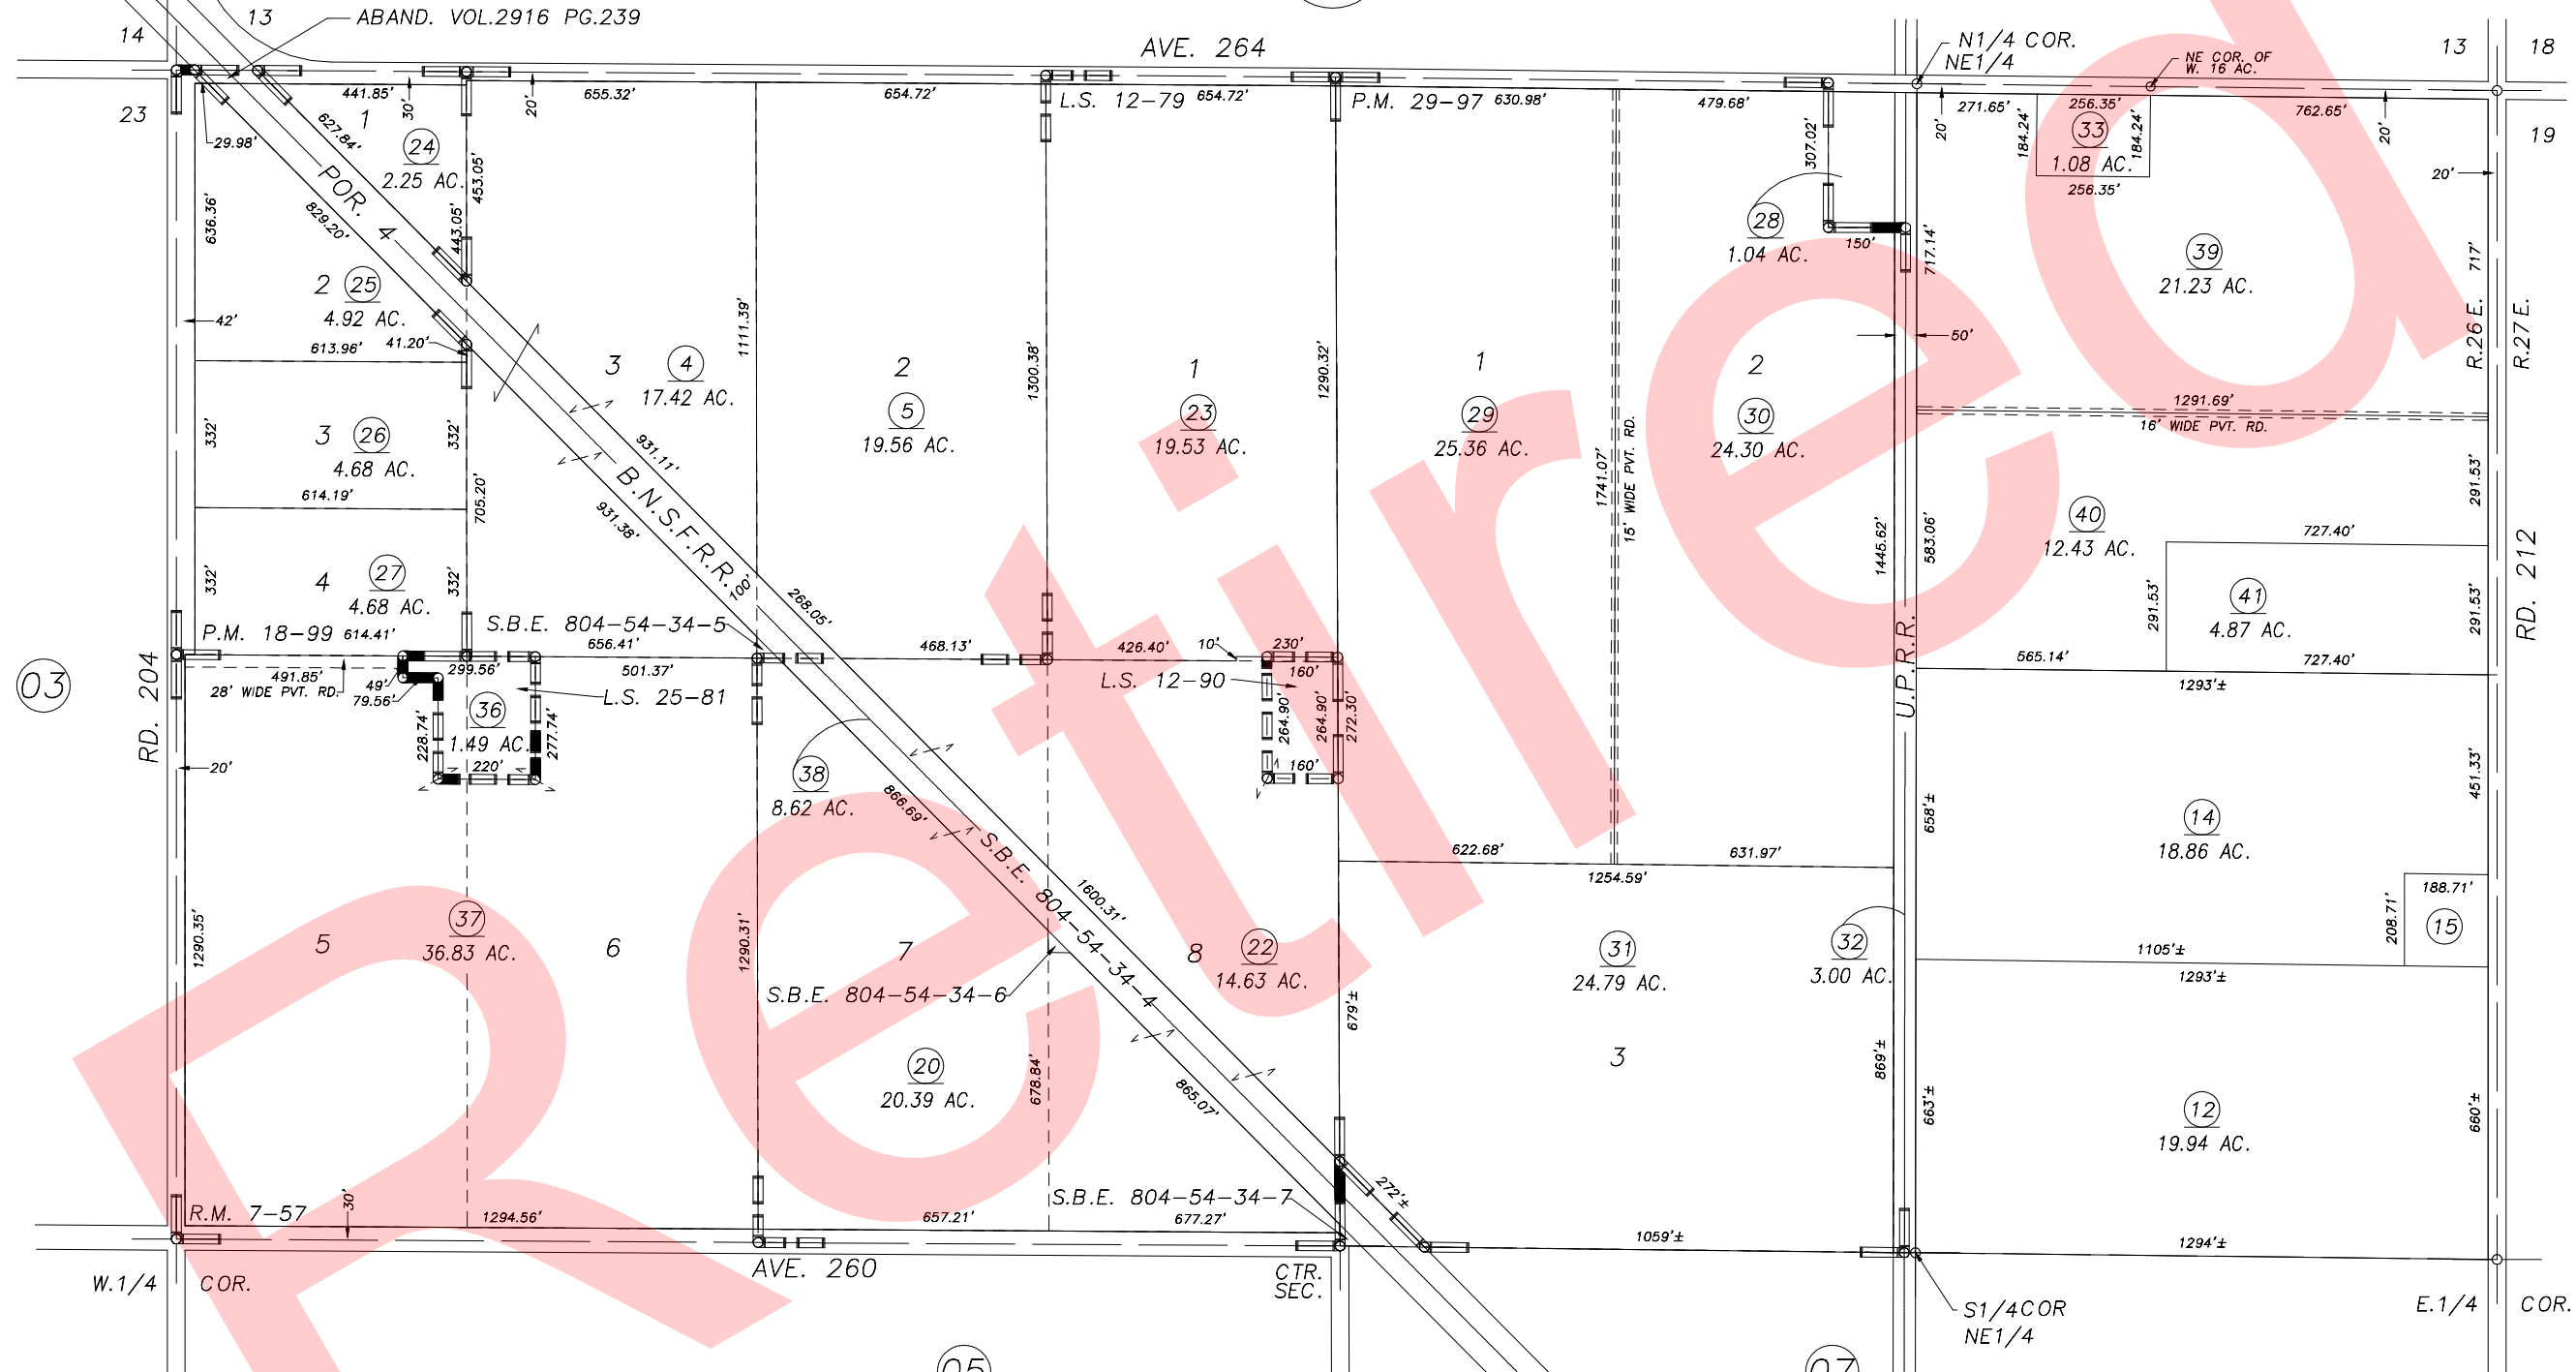 14
13
ABAND. VOL.2916 PG.239
AVE. 264
N1/4 COR.
NE1/4
NE COR. OF
W. 16 AC.
13
18
23
19
441.85'
30'
655.32'
20'
654.72'
L.S. 12-79
654.72'
P.M. 29-97
630.98'
479.68'
271.65'
20'
256.35'
762.65'
20'
29.98'
627.84'
1
24
2.25 AC.
453.05'
443.05'
POR. 4
829.20'
636.36'
307.02'
184.24'
33
1.08 AC.
184.24'
256.35'
20'
28
1.04 AC.
150'
717.14'
39
21.23 AC.
717'
R.26 E.
R.27 E.
2
25
4.92 AC.
42'
613.96'
41.20'
50'
3
4
17.42 AC.
1111.39'
2
5
19.56 AC.
1300.38'
1
23
19.53 AC.
1290.32'
1
29
25.36 AC.
1741.07'
15' WIDE PVT. RD.
2
30
24.30 AC.
1291.69'
16' WIDE PVT. RD.
332'
3
26
4.68 AC.
332'
614.19'
705.20'
931.11'
931.38'
B.N.S.F.R.R.
100'
268.05'
1445.62'
583.06'
40
12.43 AC.
291.53'
727.40'
RD. 212
332'
4
27
4.68 AC.
332'
291.53'
41
4.87 AC.
291.53'
P.M. 18-99
614.41'
S.B.E. 804-54-34-5
656.41'
468.13'
426.40'
10'
230'
565.14'
727.40'
1293'±
U.P.R.R.
03
RD. 204
491.85'
28' WIDE PVT. RD.
49'
79.56'
299.56'
501.37'
L.S. 25-81
L.S. 12-90
160'
36
1.49 AC.
228.74'
277.74'
220'
20'
264.90'
264.90'
272.30'
160'
38
8.62 AC.
866.69'
658'±
14
18.86 AC.
451.33'
622.68'
631.97'
1254.59'
188.71'
208.71'
15
1290.35'
5
37
36.83 AC.
6
1290.31'
7
S.B.E. 804-54-34-4
1600.31'
8
22
14.63 AC.
31
24.79 AC.
32
3.00 AC.
1105'±
1293'±
S.B.E. 804-54-34-6
679'±
3
20
20.39 AC.
678.84'
865.07'
869'±
663'±
12
19.94 AC.
660'±
R.M. 7-57
30'
1294.56'
657.21'
S.B.E. 804-54-34-7
677.27'
272'±
1059'±
1294'±
W.1/4 COR.
AVE. 260
CTR.
SEC.
S1/4COR
NE1/4
E.1/4 COR.
05
07
Retired